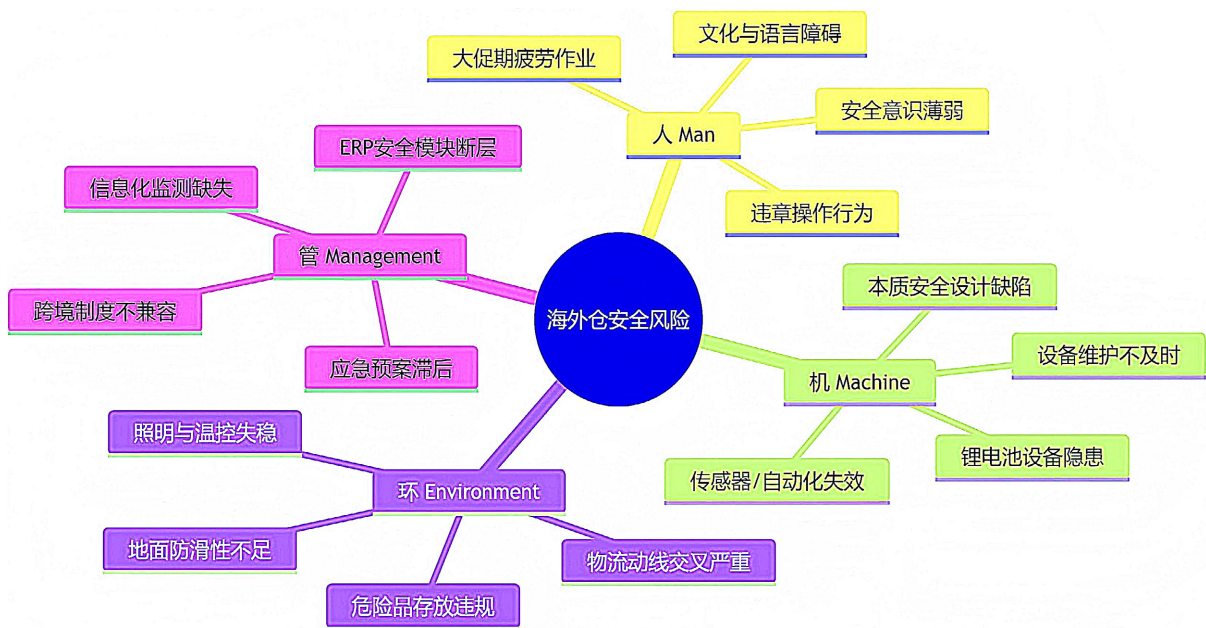 海外仓安全风险
人 Man
大促期疲劳作业
文化与语言障碍
安全意识薄弱
违章操作行为
机 Machine
本质安全设计缺陷
设备维护不及时
锂电池设备隐患
传感器/自动化失效
环 Environment
照明与温控失稳
地面防滑性不足
危险品存放违规
物流动线交叉严重
管 Management
ERP安全模块断层
信息化监测缺失
跨境制度不兼容
应急预案滞后